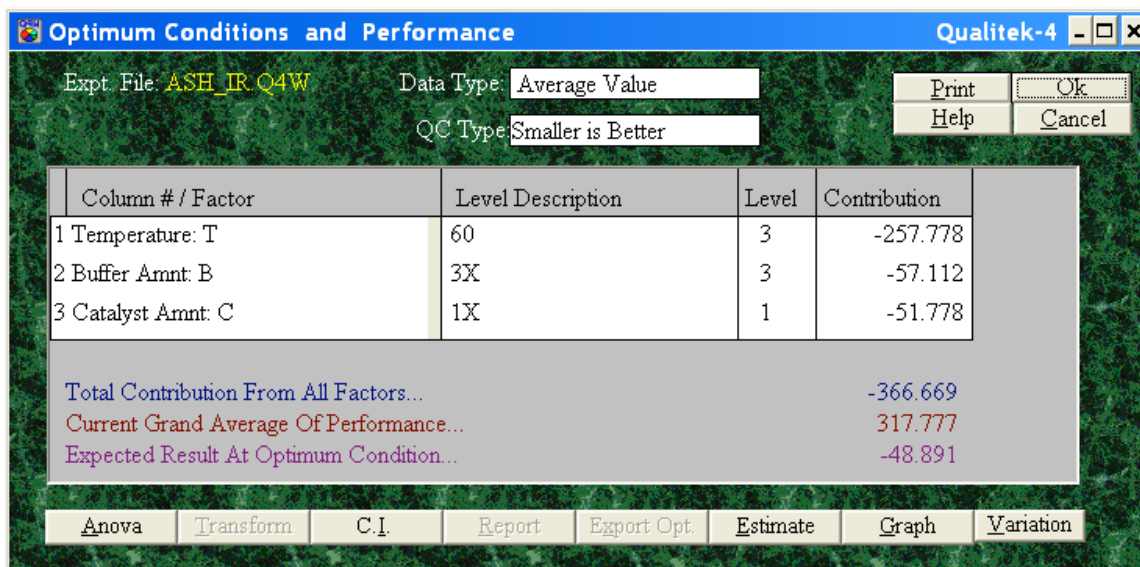 Optimum Conditions and Performance Qualitek-4
Expt. File: ASH_IR.Q4W Data Type: Average Value Print Ok
QC Type: Smaller is Better Help Cancel
Column # / Factor Level Description Level Contribution
1 Temperature: T 60 3 -257.778
2 Buffer Amnt: B 3X 3 -57.112
3 Catalyst Amnt: C 1X 1 -51.778
Total Contribution From All Factors... -366.669
Current Grand Average Of Performance... 317.777
Expected Result At Optimum Condition... -48.891
Anova Transform C.I. Report Export Opt. Estimate Graph Variation